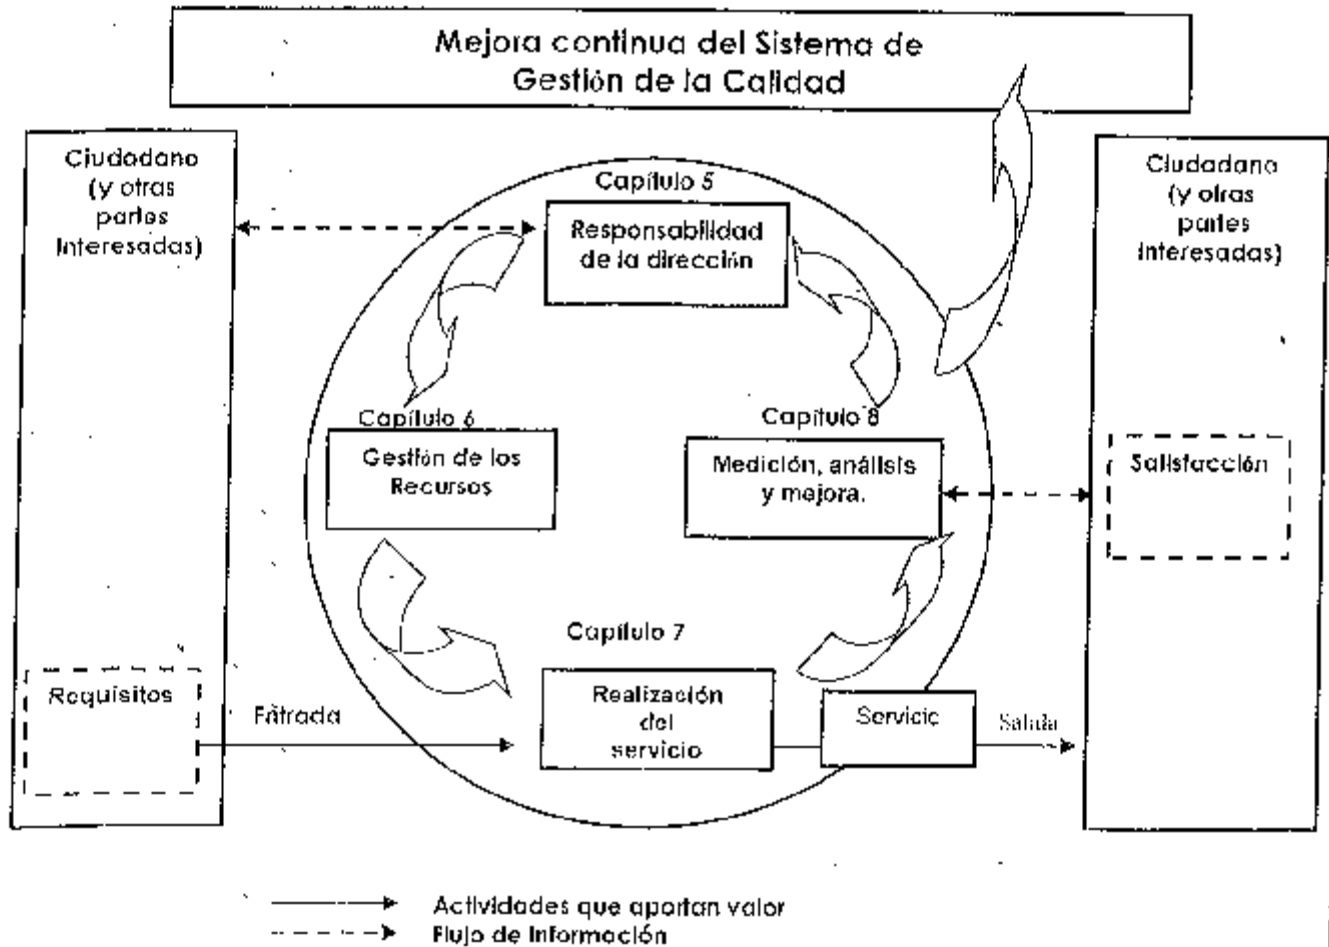 Mejora continua del Sistema de
Gestión de la Calidad
Ciudadano
(y otras
partes
interesadas)
Capítulo 5
Responsabilidad
de la dirección
Ciudadano
(y otras
partes
interesadas)
Capítulo 6
Gestión de los
Recursos
Capítulo 8
Medición, análisis
y mejora.
Satisfacción
Capítulo 7
Realización
del
servicio
Requisitos
Entrada
Servicio
Salida
Actividades que aportan valor
Flujo de información